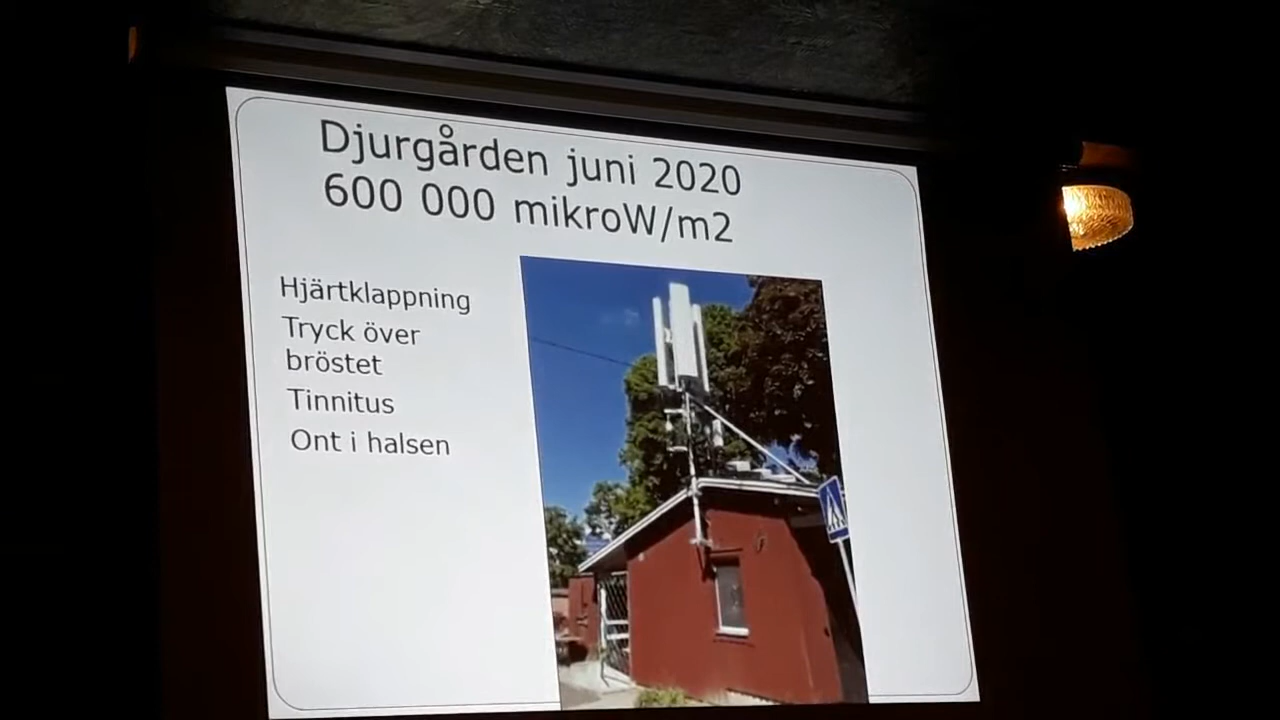 Djurgården juni 2020
600 000 mikroW/m2
Hjärtklappning
Tryck över
bröstet
Tinnitus
Ont i halsen